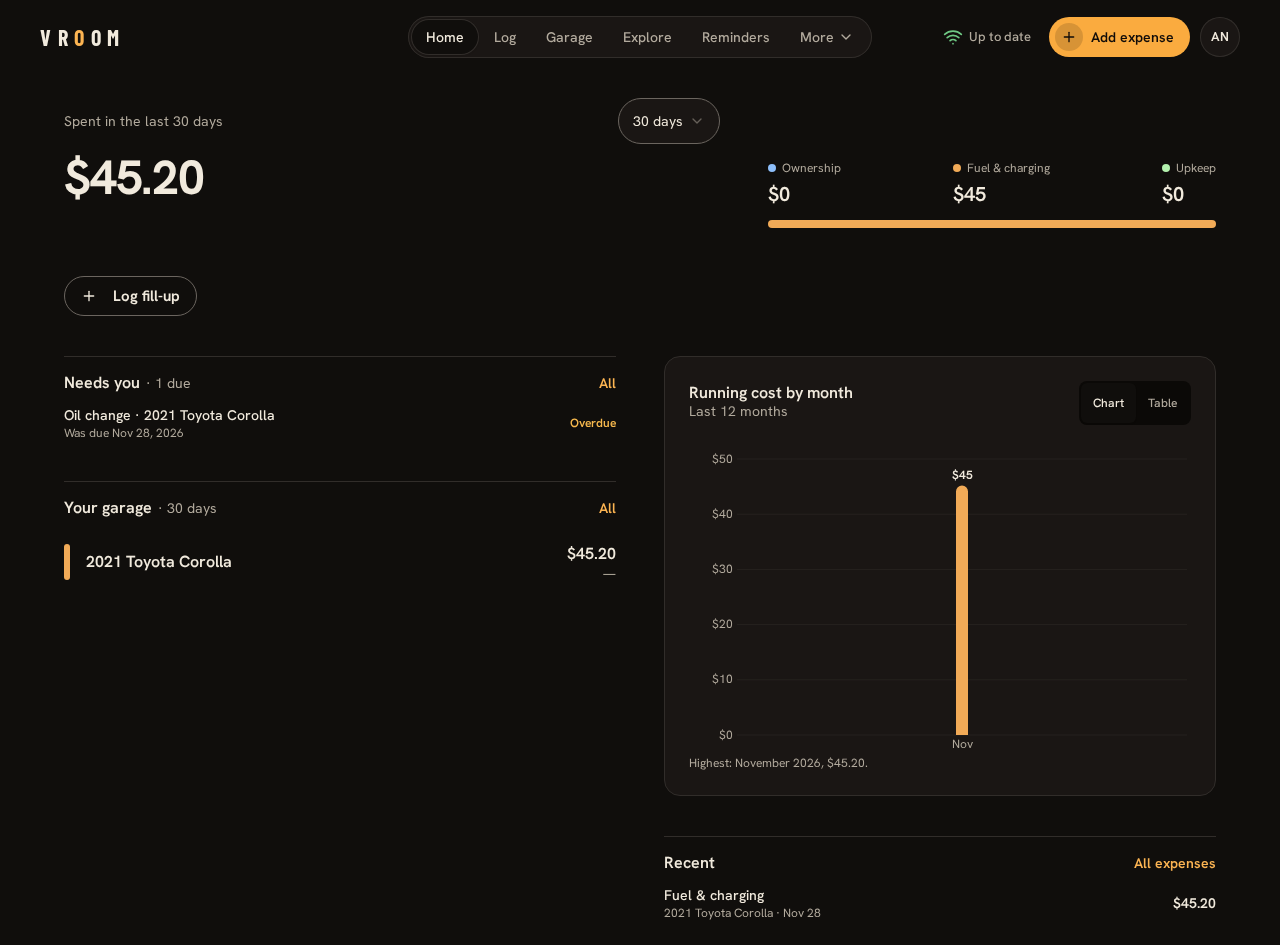 VROOM
Home
Log
Garage
Explore
Reminders
More
Up to date
Add expense
AN
Spent in the last 30 days
30 days
$45.20
Ownership
$0
Fuel & charging
$45
Upkeep
$0
Log fill-up
Needs you · 1 due
All
Oil change · 2021 Toyota Corolla
Was due Nov 28, 2026
Overdue
Your garage · 30 days
All
2021 Toyota Corolla
$45.20
—
Running cost by month
Last 12 months
Chart
Table
$50
$45
$40
$30
$20
$10
$0
Nov
Highest: November 2026, $45.20.
Recent
All expenses
Fuel & charging
2021 Toyota Corolla · Nov 28
$45.20